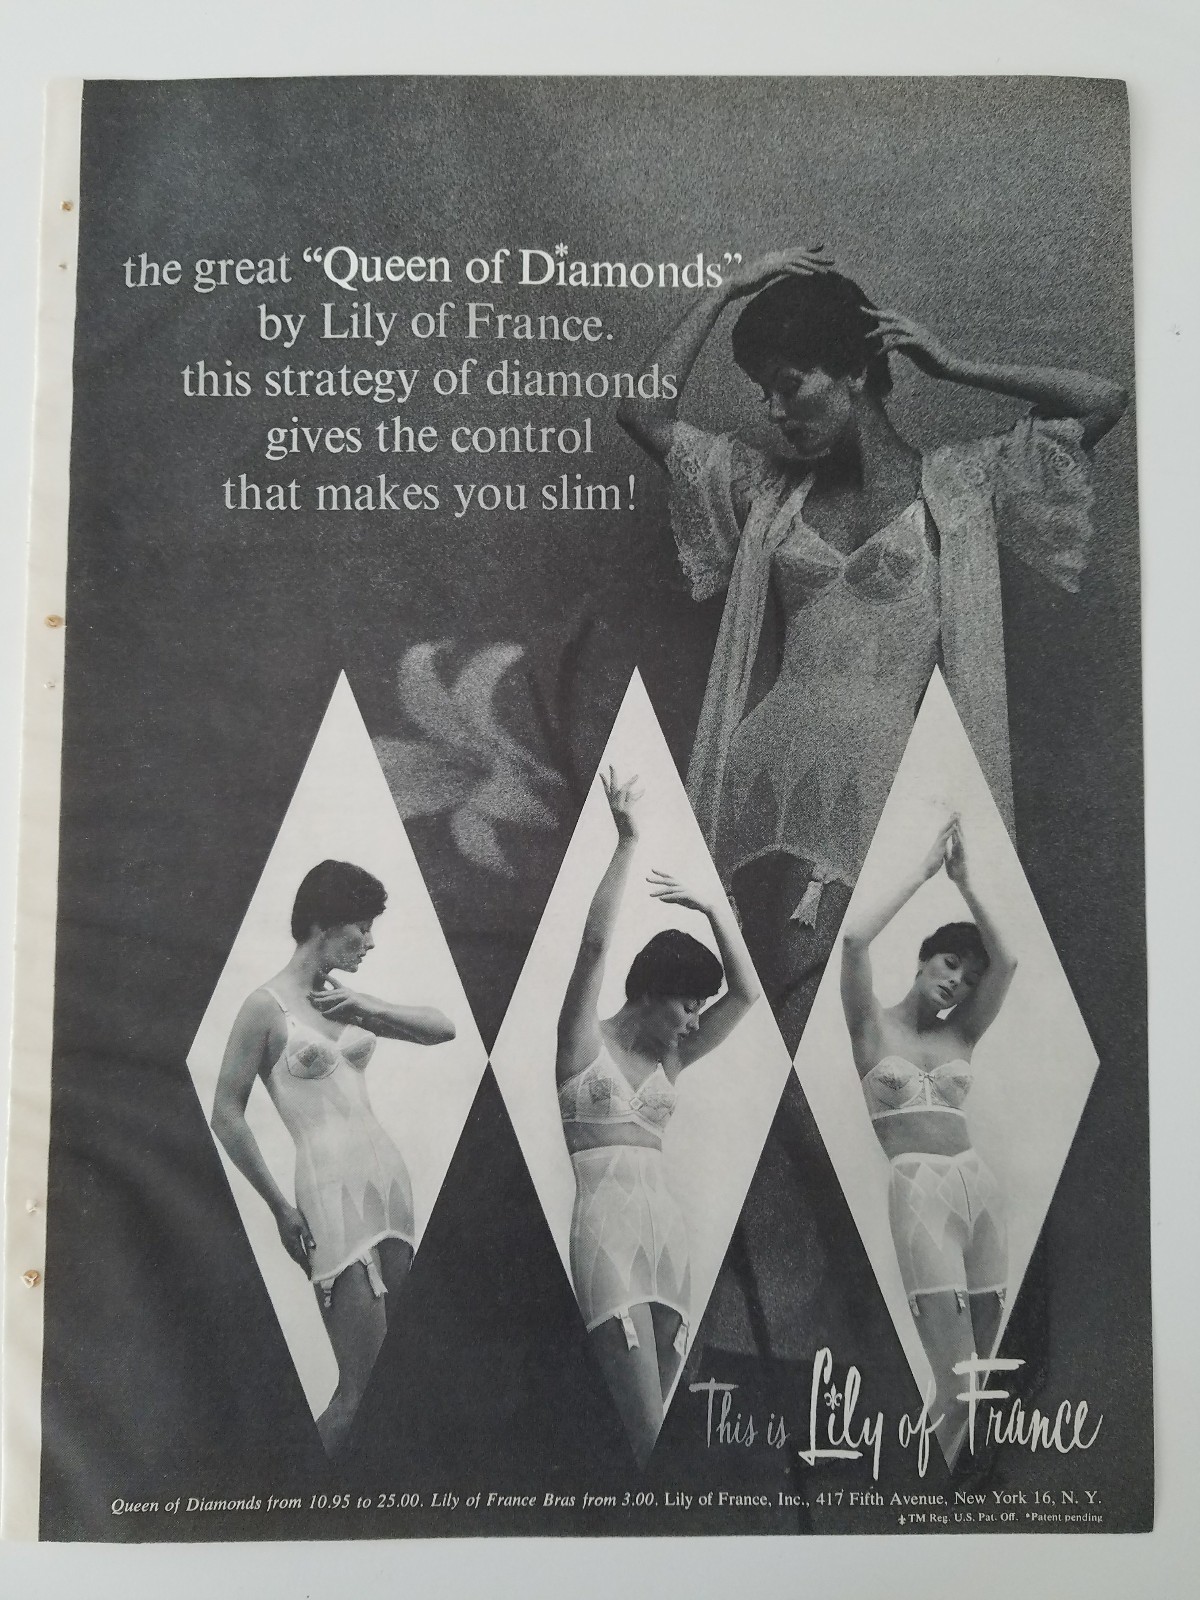 the great “Queen of D*iamonds”
by Lily of France.
this strategy of diamonds
gives the control
that makes you slim!
This is Lily of France
Queen of Diamonds from 10.95 to 25.00. Lily of France Bras from 3.00. Lily of France, Inc., 417 Fifth Avenue, New York 16, N. Y.
⚜TM Reg. U.S. Pat. Off. *Patent pending